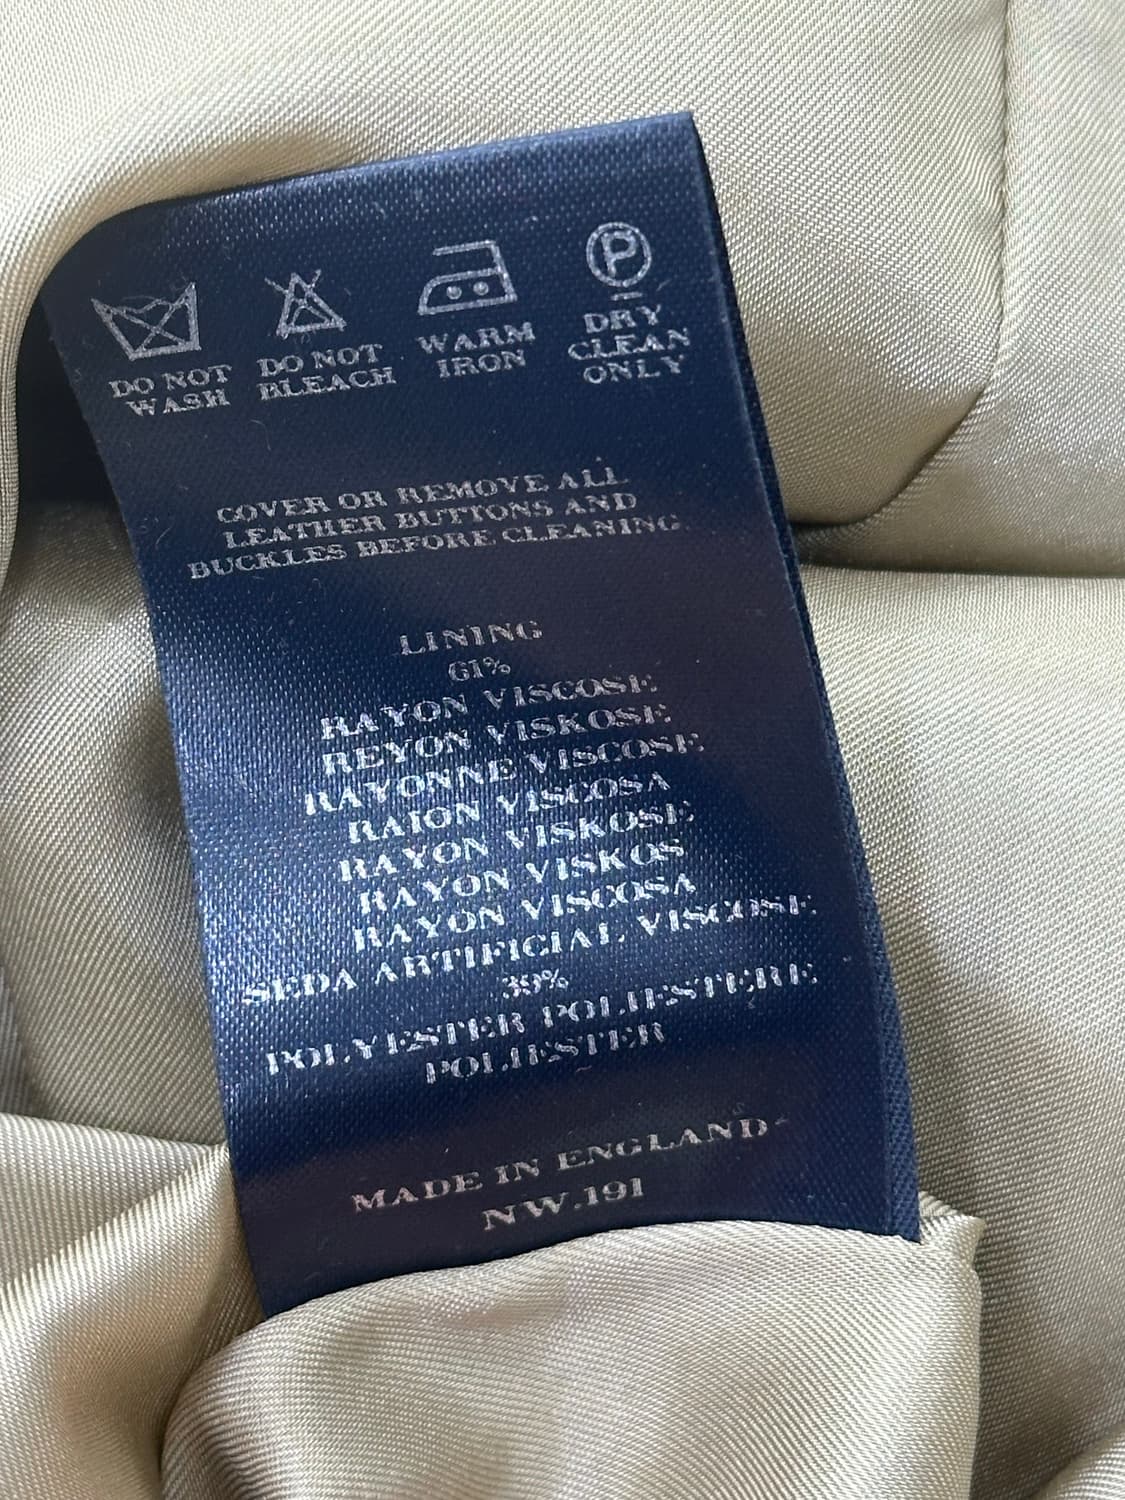 P
DO NOT WASH
DO NOT BLEACH
WARM IRON
DRY CLEAN ONLY
COVER OR REMOVE ALL
LEATHER BUTTONS AND
BUCKLES BEFORE CLEANING.
LINING
61%
RAYON VISCOSE
REYON VISKOSE
RAYONNE VISCOSE
RAION VISCOSA
RAYON VISKOSE
RAYON VISKOS
RAYON VISCOSA
SEDA ARTIFICIAL VISCOSE
39%
POLYESTER POLIESTERE
POLIESTER
MADE IN ENGLAND
NW.191